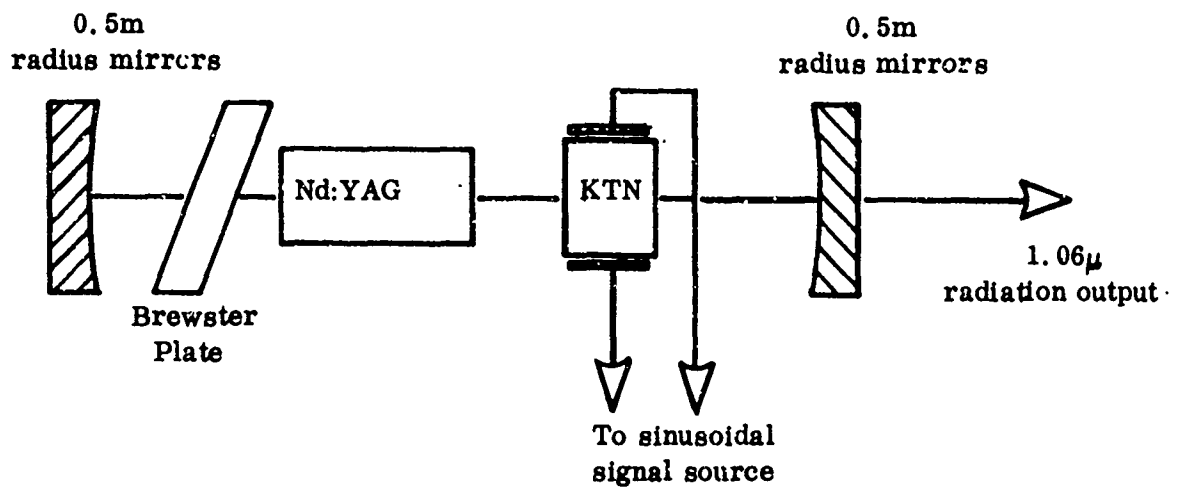 0.5m
radius mirrors
0.5m
radius mirrors
Nd:YAG
KTN
Brewster
Plate
1.06μ
radiation output
To sinusoidal
signal source